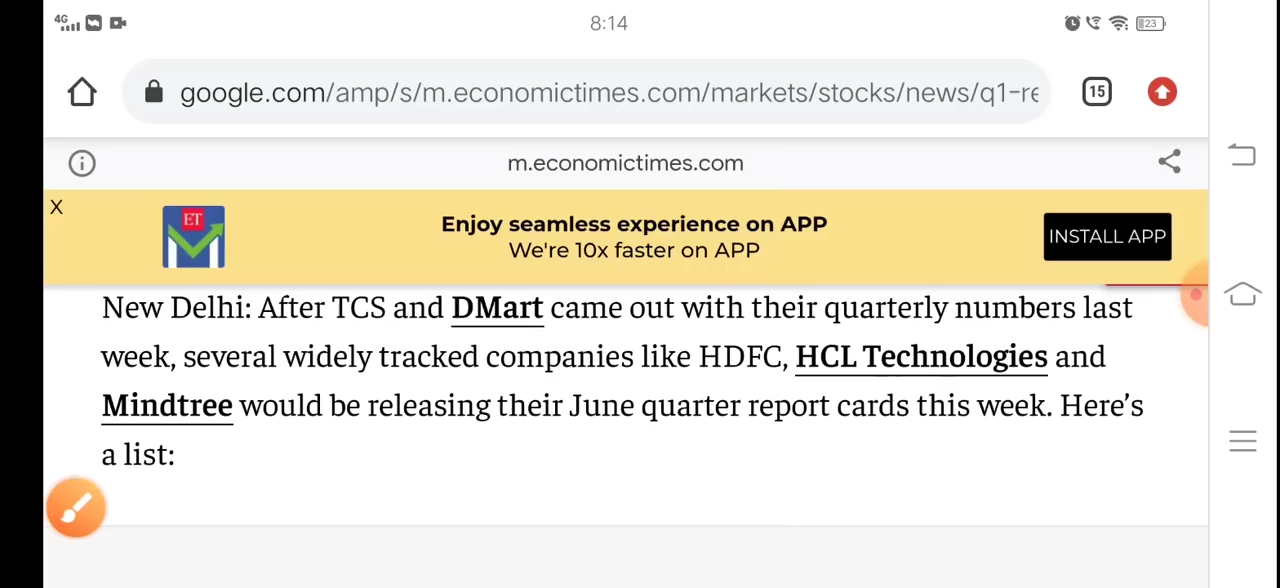 4G 8:14 23
google.com/amp/s/m.economictimes.com/markets/stocks/news/q1-re 15
m.economictimes.com
X
ET
Enjoy seamless experience on APP
We're 10x faster on APP
INSTALL APP
New Delhi: After TCS and DMart came out with their quarterly numbers last
week, several widely tracked companies like HDFC, HCL Technologies and
Mindtree would be releasing their June quarter report cards this week. Here’s
a list: